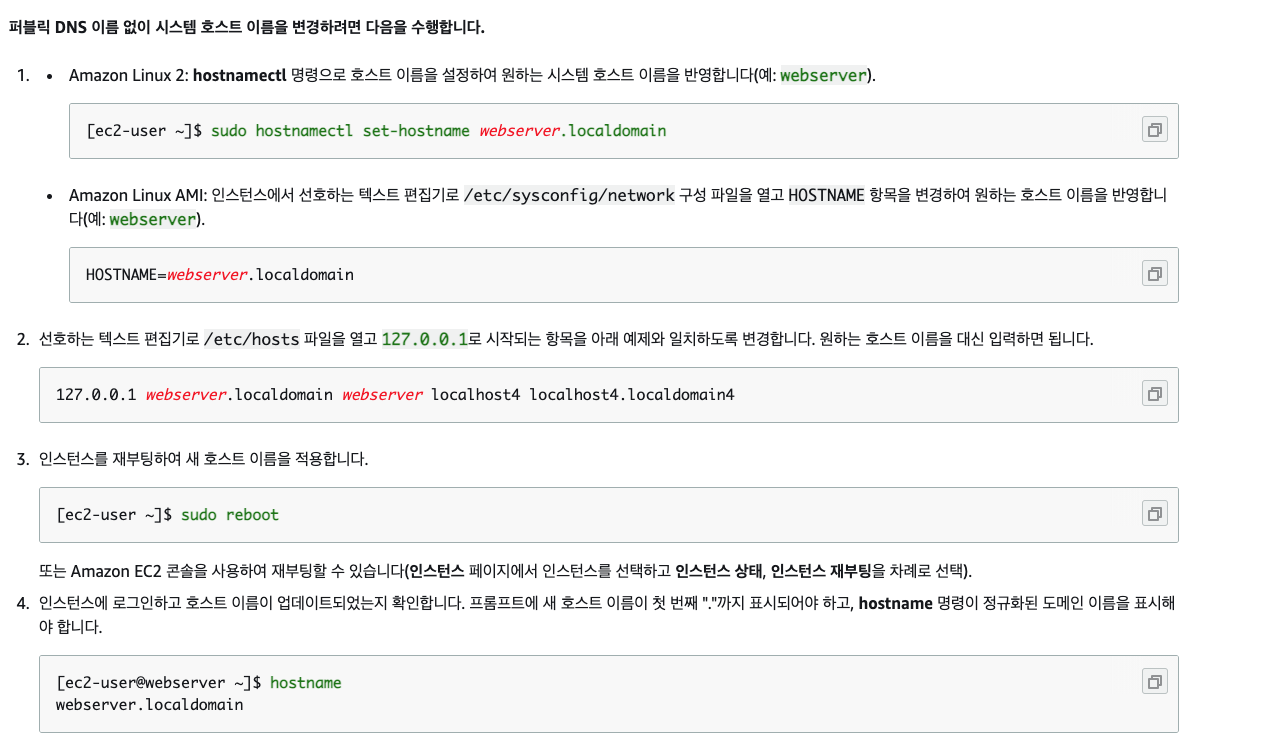 퍼블릭 DNS 이름 없이 시스템 호스트 이름을 변경하려면 다음을 수행합니다.
1. • Amazon Linux 2: hostnamectl 명령으로 호스트 이름을 설정하여 원하는 시스템 호스트 이름을 반영합니다(예: webserver).
[ec2-user ~]$ sudo hostnamectl set-hostname webserver.localdomain
• Amazon Linux AMI: 인스턴스에서 선호하는 텍스트 편집기로 /etc/sysconfig/network 구성 파일을 열고 HOSTNAME 항목을 변경하여 원하는 호스트 이름을 반영합니
다(예: webserver).
HOSTNAME=webserver.localdomain
2. 선호하는 텍스트 편집기로 /etc/hosts 파일을 열고 127.0.0.1로 시작되는 항목을 아래 예제와 일치하도록 변경합니다. 원하는 호스트 이름을 대신 입력하면 됩니다.
127.0.0.1 webserver.localdomain webserver localhost4 localhost4.localdomain4
3. 인스턴스를 재부팅하여 새 호스트 이름을 적용합니다.
[ec2-user ~]$ sudo reboot
또는 Amazon EC2 콘솔을 사용하여 재부팅할 수 있습니다(인스턴스 페이지에서 인스턴스를 선택하고 인스턴스 상태, 인스턴스 재부팅을 차례로 선택).
4. 인스턴스에 로그인하고 호스트 이름이 업데이트되었는지 확인합니다. 프롬프트에 새 호스트 이름이 첫 번째 "."까지 표시되어야 하고, hostname 명령이 정규화된 도메인 이름을 표시해
야 합니다.
[ec2-user@webserver ~]$ hostname
webserver.localdomain